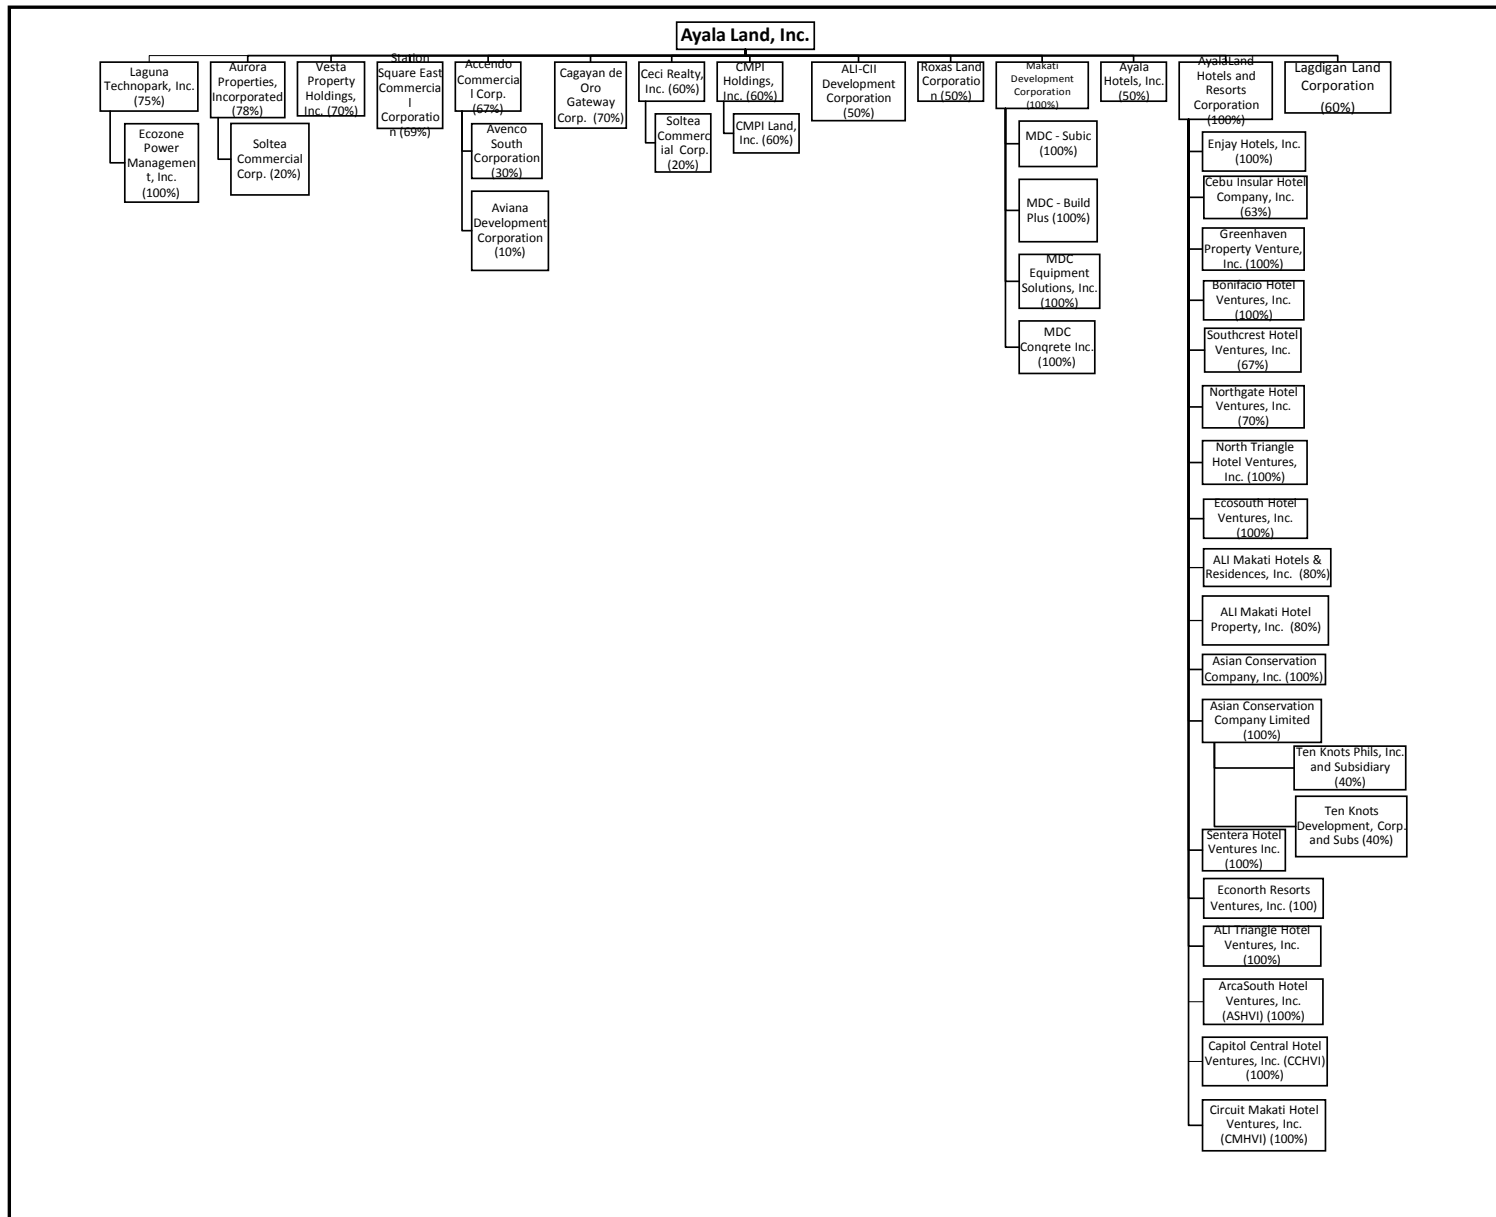 Ayala Land, Inc.
Laguna
Technopark, Inc.
(75%)
Ecozone
Power
Managemen
t, Inc.
(100%)
Aurora
Properties,
Incorporated
(78%)
Soltea
Commercial
Corp. (20%)
Vesta
Property
Holdings,
Inc. (70%)
Station
Square East
Commercia
l
Corporatio
n (69%)
Accendo
Commercia
l Corp.
(67%)
Avenco
South
Corporation
(30%)
Aviana
Development
Corporation
(10%)
Cagayan de
Oro
Gateway
Corp. (70%)
Ceci Realty,
Inc. (60%)
Soltea
Commerc
ial Corp.
(20%)
CMPI
Holdings,
Inc. (60%)
CMPI Land,
Inc. (60%)
ALI-CII
Development
Corporation
(50%)
Roxas Land
Corporatio
n (50%)
Makati
Development
Corporation
(100%)
MDC - Subic
(100%)
MDC - Build
Plus (100%)
MDC
Equipment
Solutions, Inc.
(100%)
MDC
Conqrete Inc.
(100%)
Ayala
Hotels, Inc.
(50%)
AyalaLand
Hotels and
Resorts
Corporation
(100%)
Enjay Hotels, Inc.
(100%)
Cebu Insular Hotel
Company, Inc.
(63%)
Greenhaven
Property Venture,
Inc. (100%)
Bonifacio Hotel
Ventures, Inc.
(100%)
Southcrest Hotel
Ventures, Inc.
(67%)
Northgate Hotel
Ventures, Inc.
(70%)
North Triangle
Hotel Ventures,
Inc. (100%)
Ecosouth Hotel
Ventures, Inc.
(100%)
ALI Makati Hotels &
Residences, Inc. (80%)
ALI Makati Hotel
Property, Inc. (80%)
Asian Conservation
Company, Inc. (100%)
Asian Conservation
Company Limited
(100%)
Ten Knots Phils, Inc.
and Subsidiary
(40%)
Ten Knots
Development, Corp.
and Subs (40%)
Sentera Hotel
Ventures Inc.
(100%)
Econorth Resorts
Ventures, Inc. (100)
ALI Triangle Hotel
Ventures, Inc.
(100%)
ArcaSouth Hotel
Ventures, Inc.
(ASHVI) (100%)
Capitol Central Hotel
Ventures, Inc. (CCHVI)
(100%)
Circuit Makati Hotel
Ventures, Inc.
(CMHVI) (100%)
Lagdigan Land
Corporation
(60%)